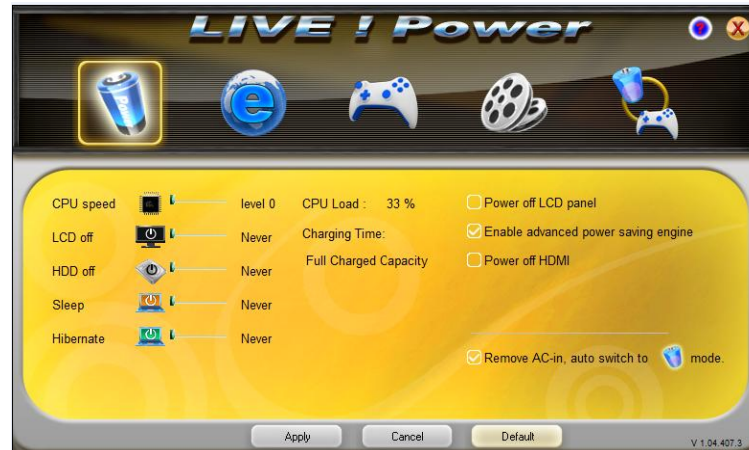 LIVE ! Power
CPU speed level 0 CPU Load : 33 % Power off LCD panel
LCD off Never Charging Time: Enable advanced power saving engine
HDD off Never Full Charged Capacity Power off HDMI
Sleep Never
Hibernate Never
Remove AC-in, auto switch to mode.
Apply Cancel Default
V 1.04.407.3